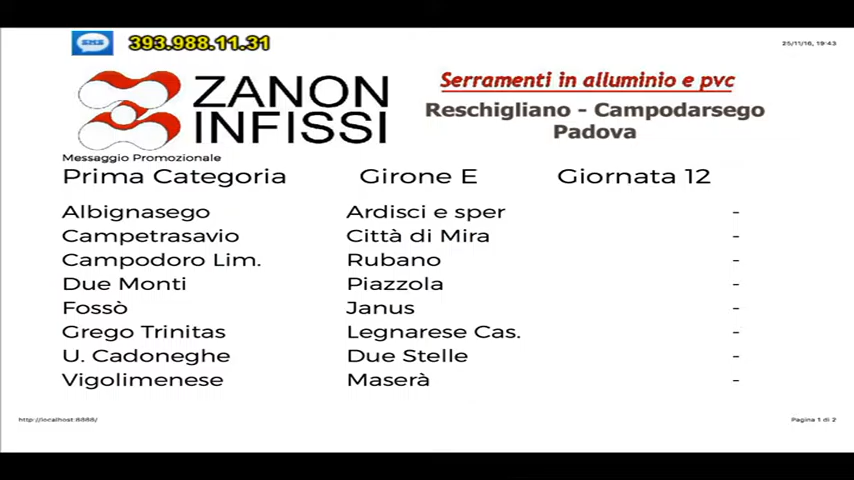 SMS 393.988.11.31
25/11/16, 19:43
ZANON
INFISSI
Serramenti in alluminio e pvc
Reschigliano - Campodarsego
Padova
Messaggio Promozionale
Prima Categoria Girone E Giornata 12
Albignasego Ardisci e sper -
Campetrasavio Città di Mira -
Campodoro Lim. Rubano -
Due Monti Piazzola -
Fossò Janus -
Grego Trinitas Legnarese Cas. -
U. Cadoneghe Due Stelle -
Vigolimenese Maserà -
http://localhost:8888/ Pagina 1 di 2